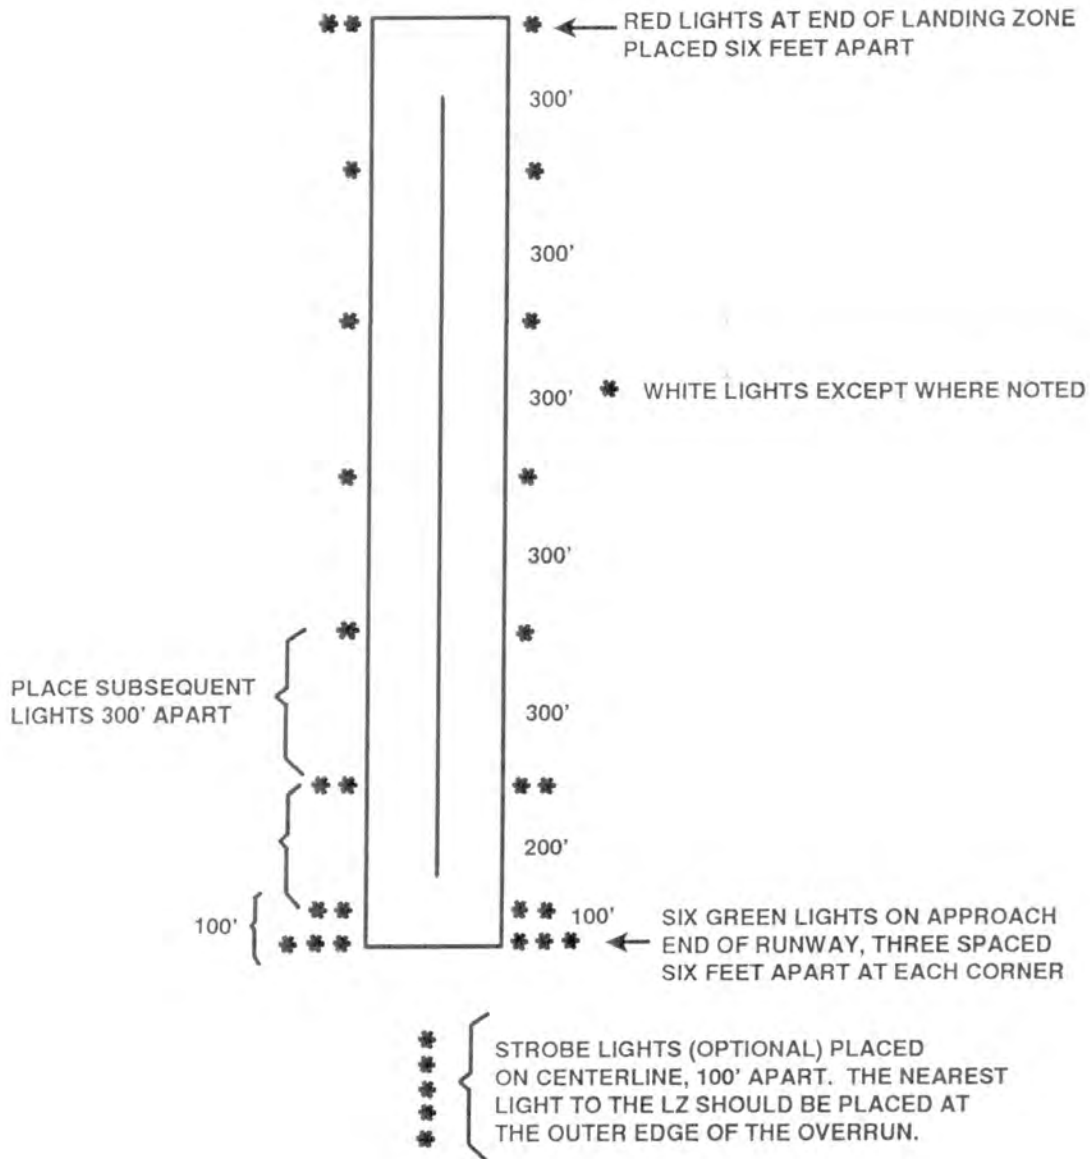 RED LIGHTS AT END OF LANDING ZONE
PLACED SIX FEET APART
300'
300'
300'
WHITE LIGHTS EXCEPT WHERE NOTED
300'
PLACE SUBSEQUENT
LIGHTS 300' APART
300'
200'
100'
100'
SIX GREEN LIGHTS ON APPROACH
END OF RUNWAY, THREE SPACED
SIX FEET APART AT EACH CORNER
STROBE LIGHTS (OPTIONAL) PLACED
ON CENTERLINE, 100' APART. THE NEAREST
LIGHT TO THE LZ SHOULD BE PLACED AT
THE OUTER EDGE OF THE OVERRUN.